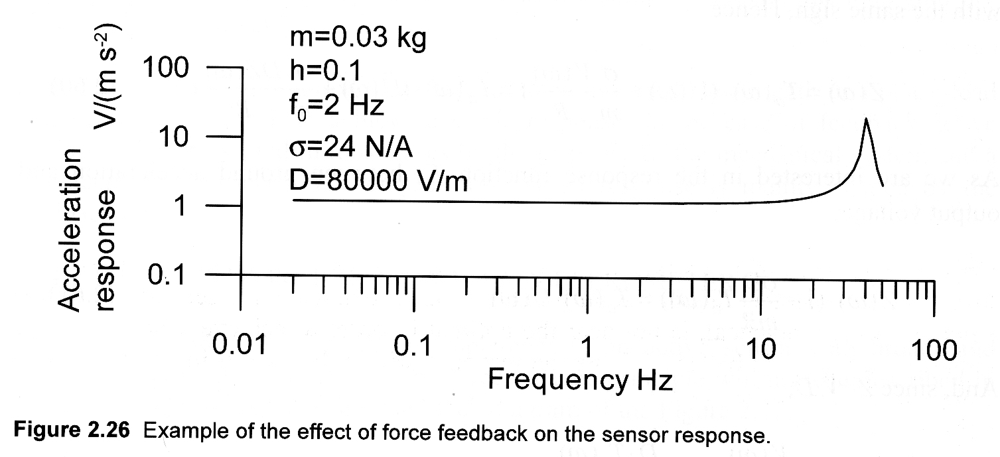 m=0.03 kg
h=0.1
f₀=2 Hz
σ=24 N/A
D=80000 V/m
Acceleration
response V/(m s⁻²)
100
10
1
0.1
0.01 0.1 1 10 100
Frequency Hz
Figure 2.26 Example of the effect of force feedback on the sensor response.